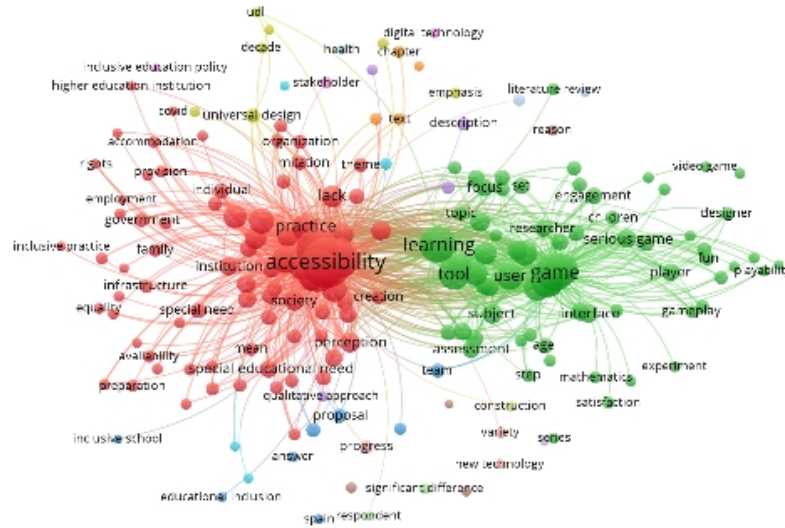 udl
digital technology
decade
health
chapter
inclusive education policy
higher education institution
stakeholder
emphasis
literature review
covid
universal design
text
description
reason
accommodation
organization
rights
provision
theme
video game
individual
lack
focus
set
engagement
employment
government
practice
topic
children
designer
researcher
learning
serious game
inclusive practice
family
institution
accessibility
tool
user
game
fun
player
infrastructure
society
creation
equality
special need
subject
interface
gameplay
mean
perception
assessment
age
availability
special educational need
team
step
mathematics
experiment
preparation
qualitative approach
construction
satisfaction
proposal
inclusive school
progress
variety
series
answer
new technology
educational inclusion
significant difference
spain
respondent